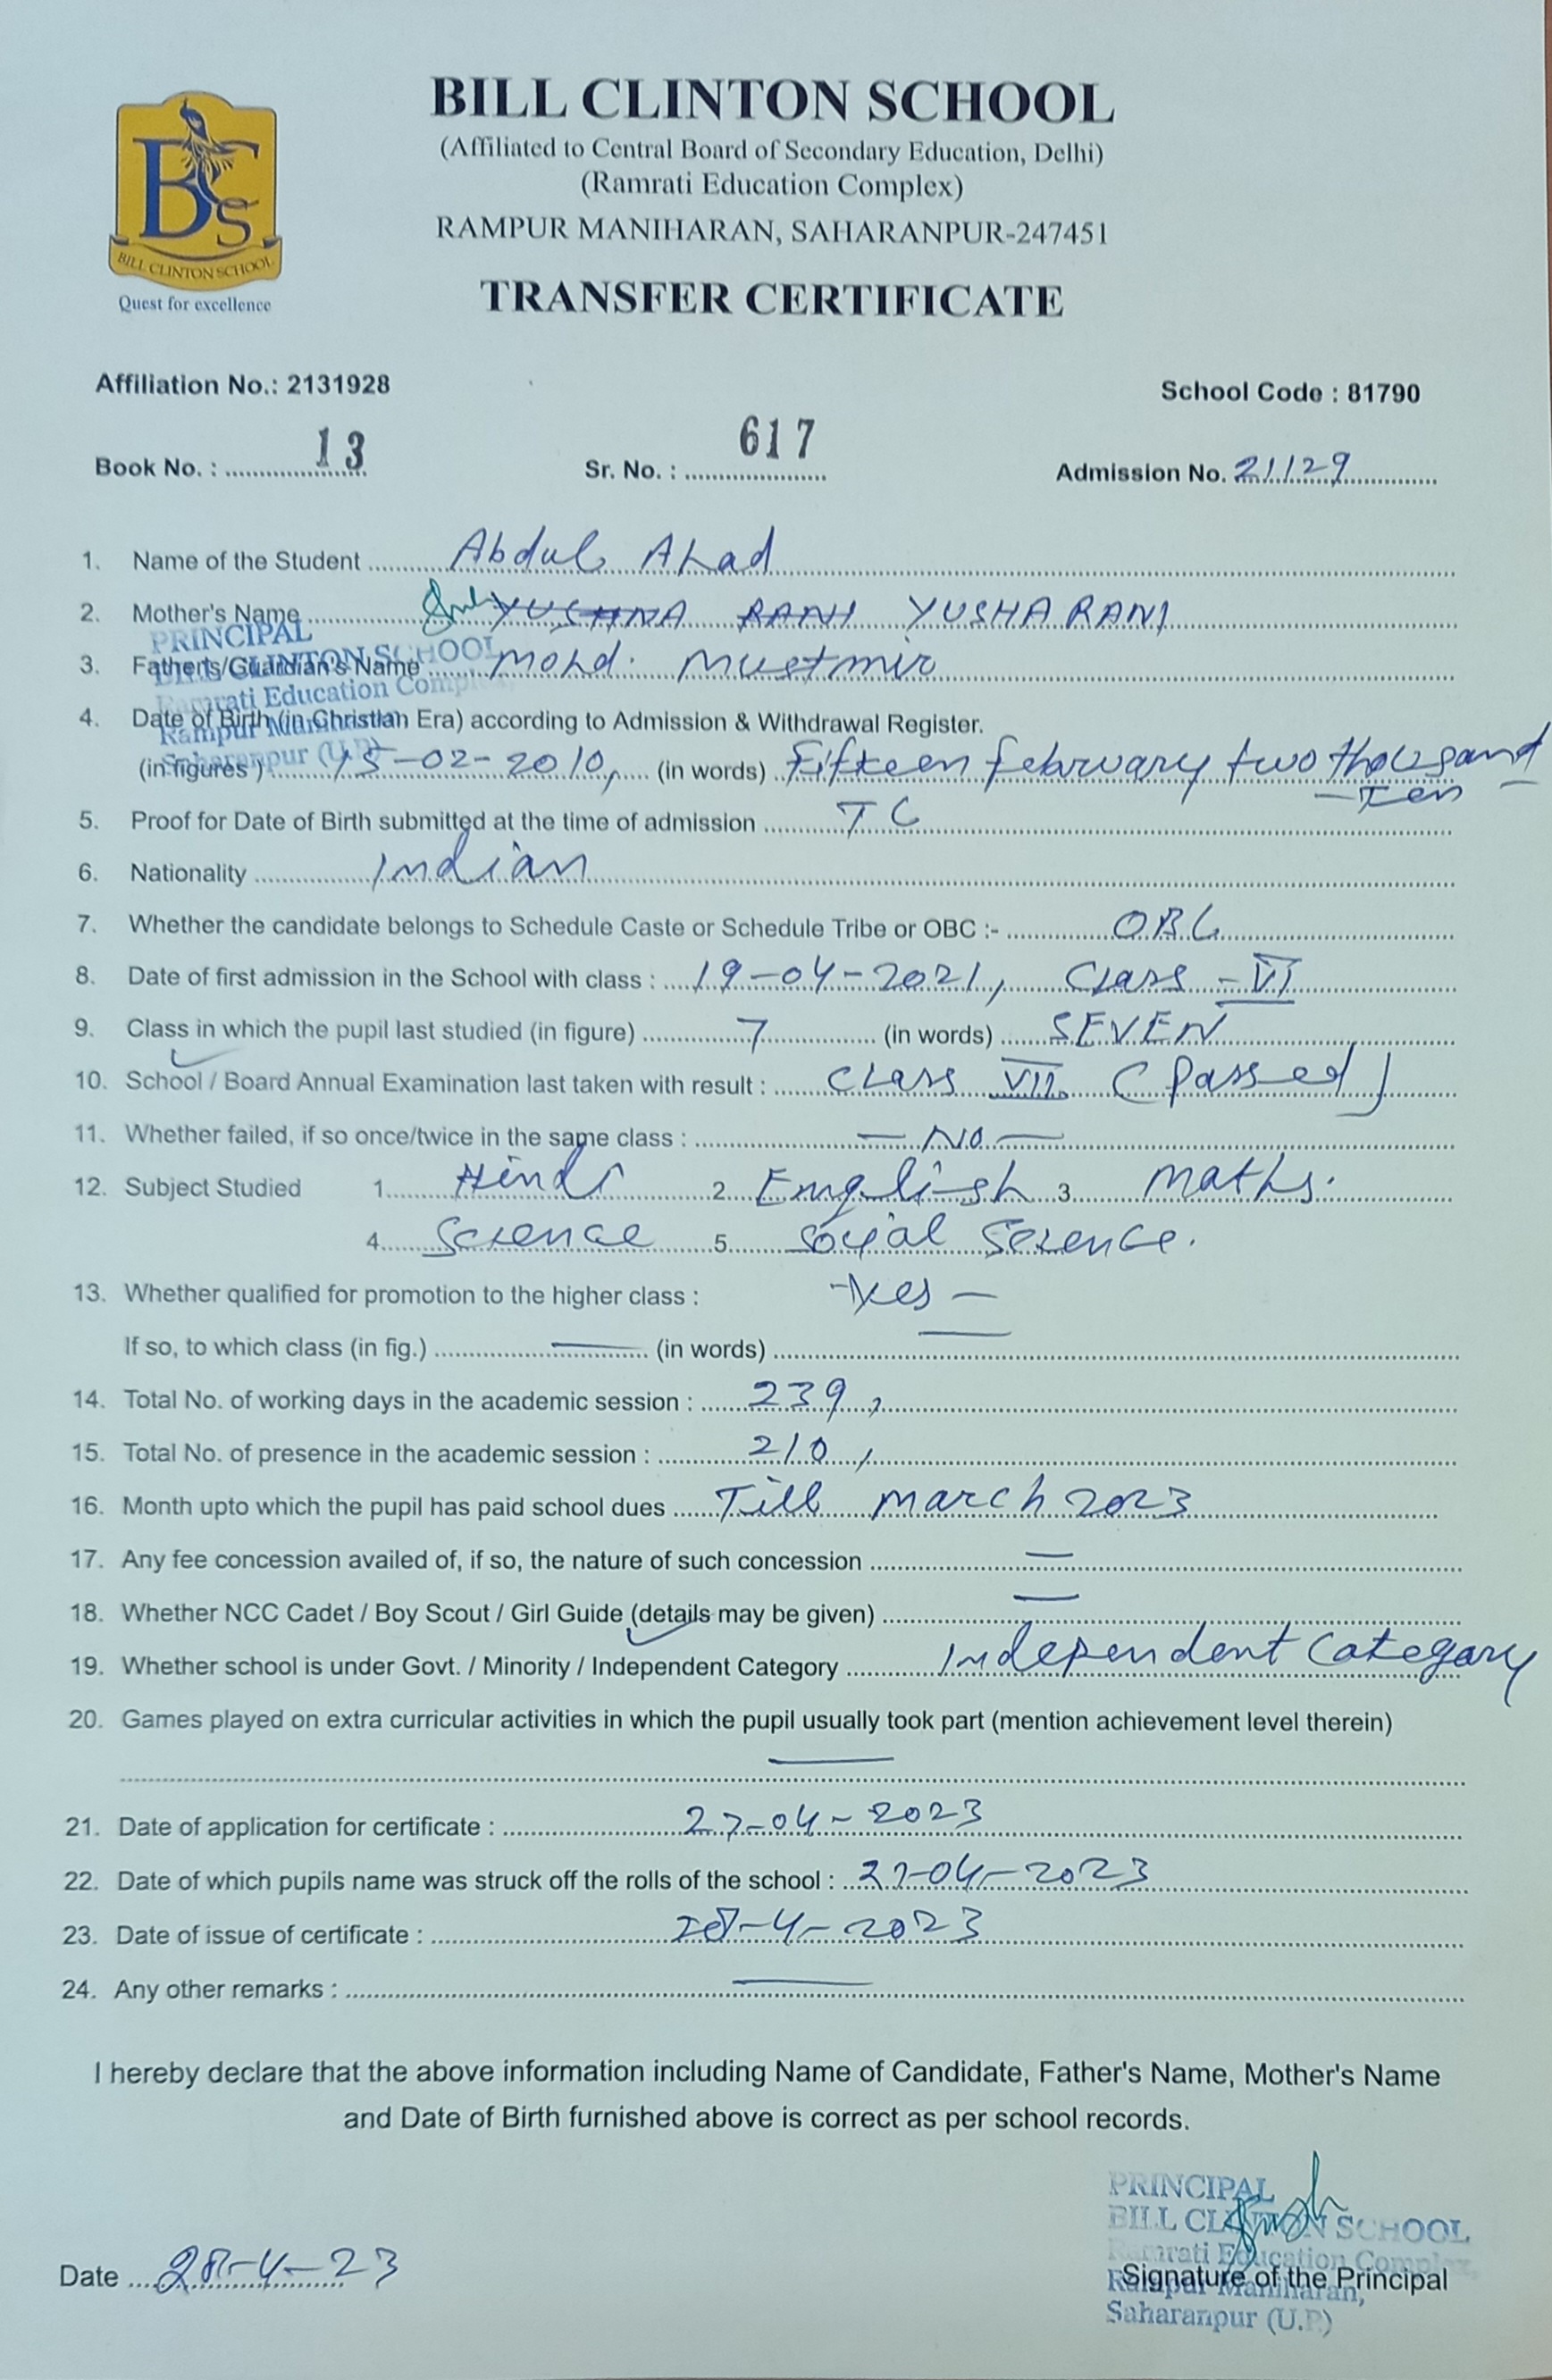 BILL CLINTON SCHOOL
(Affiliated to Central Board of Secondary Education, Delhi)
(Ramrati Education Complex)
RAMPUR MANIHARAN, SAHARANPUR-247451
TRANSFER CERTIFICATE
BCS
BILL CLINTON SCHOOL
Quest for excellence
Affiliation No.: 2131928 School Code : 81790
Book No. : 13 Sr. No. : 617 Admission No. 21129
1. Name of the Student Abdul Ahad
2. Mother's Name YUSHNA RANI YUSHA RANI
PRINCIPAL
BILL CLINTON SCHOOL
Ramrati Education Complex,
Rampur Maniharan,
Saharanpur (U.P.)
3. Father's/Guardian's Name Mohd. Mustmir
4. Date of Birth (in Christian Era) according to Admission & Withdrawal Register.
(in figures ) 15-02-2010, (in words) Fifteen february two thousand
-Ten-
5. Proof for Date of Birth submitted at the time of admission TC
6. Nationality Indian
7. Whether the candidate belongs to Schedule Caste or Schedule Tribe or OBC :- OBC
8. Date of first admission in the School with class : 19-04-2021, Class - VI
9. Class in which the pupil last studied (in figure) 7 (in words) SEVEN
10. School / Board Annual Examination last taken with result : Class VII (Passed)
11. Whether failed, if so once/twice in the same class : — No —
12. Subject Studied 1. Hindi 2. English 3. Maths.
4. Science 5. Social Science.
13. Whether qualified for promotion to the higher class : -Yes-
If so, to which class (in fig.) — (in words)
14. Total No. of working days in the academic session : 239,
15. Total No. of presence in the academic session : 210,
16. Month upto which the pupil has paid school dues Till March 2023
17. Any fee concession availed of, if so, the nature of such concession —
18. Whether NCC Cadet / Boy Scout / Girl Guide (details may be given) —
19. Whether school is under Govt. / Minority / Independent Category Independent Category
20. Games played on extra curricular activities in which the pupil usually took part (mention achievement level therein)
—
21. Date of application for certificate : 27-04-2023
22. Date of which pupils name was struck off the rolls of the school : 27-04-2023
23. Date of issue of certificate : 28-4-2023
24. Any other remarks : —
I hereby declare that the above information including Name of Candidate, Father's Name, Mother's Name
and Date of Birth furnished above is correct as per school records.
PRINCIPAL
BILL CLINTON SCHOOL
Ramrati Education Complex,
Rampur Maniharan,
Saharanpur (U.P.)
Date 28-4-23 Signature of the Principal